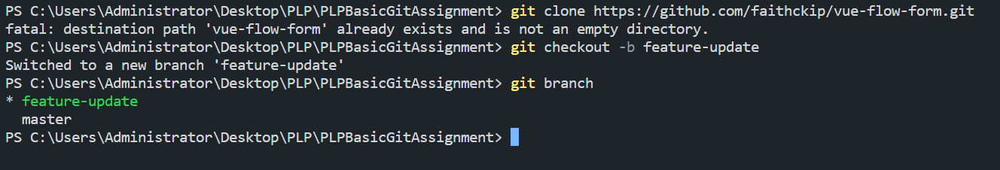 PS C:\Users\Administrator\Desktop\PLP\PLPBasicGitAssignment> git clone https://github.com/faithckip/vue-flow-form.git
fatal: destination path 'vue-flow-form' already exists and is not an empty directory.
PS C:\Users\Administrator\Desktop\PLP\PLPBasicGitAssignment> git checkout -b feature-update
Switched to a new branch 'feature-update'
PS C:\Users\Administrator\Desktop\PLP\PLPBasicGitAssignment> git branch
* feature-update
  master
PS C:\Users\Administrator\Desktop\PLP\PLPBasicGitAssignment>